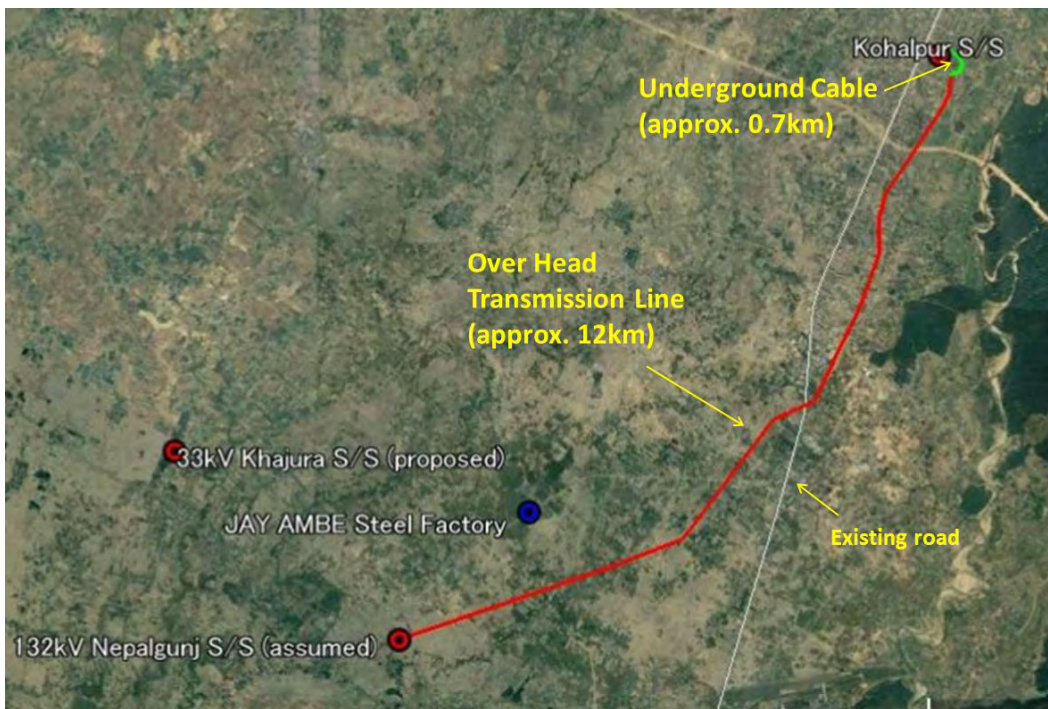 Kohalpur S/S
Underground Cable
(approx. 0.7km)
Over Head
Transmission Line
(approx. 12km)
33kV Khajura S/S (proposed)
JAY AMBE Steel Factory
Existing road
132kV Nepalgunj S/S (assumed)